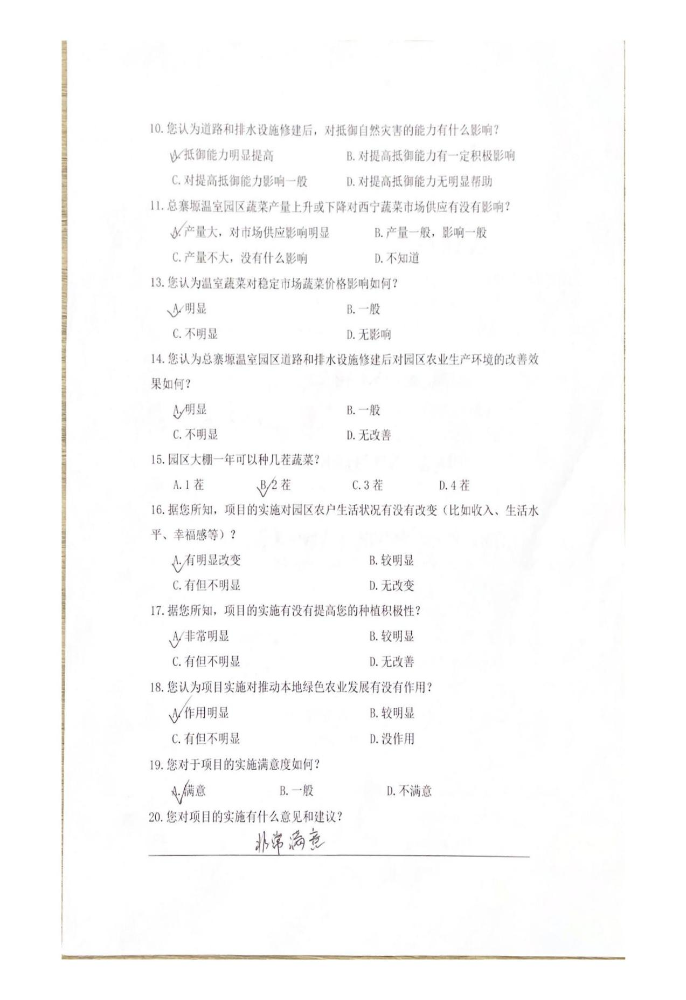 10.您认为道路和排水设施修建后，对抵御自然灾害的能力有什么影响？
A.抵御能力明显提高 B.对提高抵御能力有一定积极影响
C.对提高抵御能力影响一般 D.对提高抵御能力无明显帮助
11.总寨塬温室园区蔬菜产量上升或下降对西宁蔬菜市场供应有没有影响？
A.产量大，对市场供应影响明显 B.产量一般，影响一般
C.产量不大，没有什么影响 D.不知道
13.您认为温室蔬菜对稳定市场蔬菜价格影响如何？
A.明显 B.一般
C.不明显 D.无影响
14.您认为总寨塬温室园区道路和排水设施修建后对园区农业生产环境的改善效
果如何？
A.明显 B.一般
C.不明显 D.无改善
15.园区大棚一年可以种几茬蔬菜？
A.1茬 B.2茬 C.3茬 D.4茬
16.据您所知，项目的实施对园区农户生活状况有没有改变（比如收入、生活水
平、幸福感等）？
A.有明显改变 B.较明显
C.有但不明显 D.无改变
17.据您所知，项目的实施有没有提高您的种植积极性？
A.非常明显 B.较明显
C.有但不明显 D.无改善
18.您认为项目实施对推动本地绿色农业发展有没有作用？
A.作用明显 B.较明显
C.有但不明显 D.没作用
19.您对于项目的实施满意度如何？
A.满意 B.一般 D.不满意
20.您对项目的实施有什么意见和建议？
非常满意